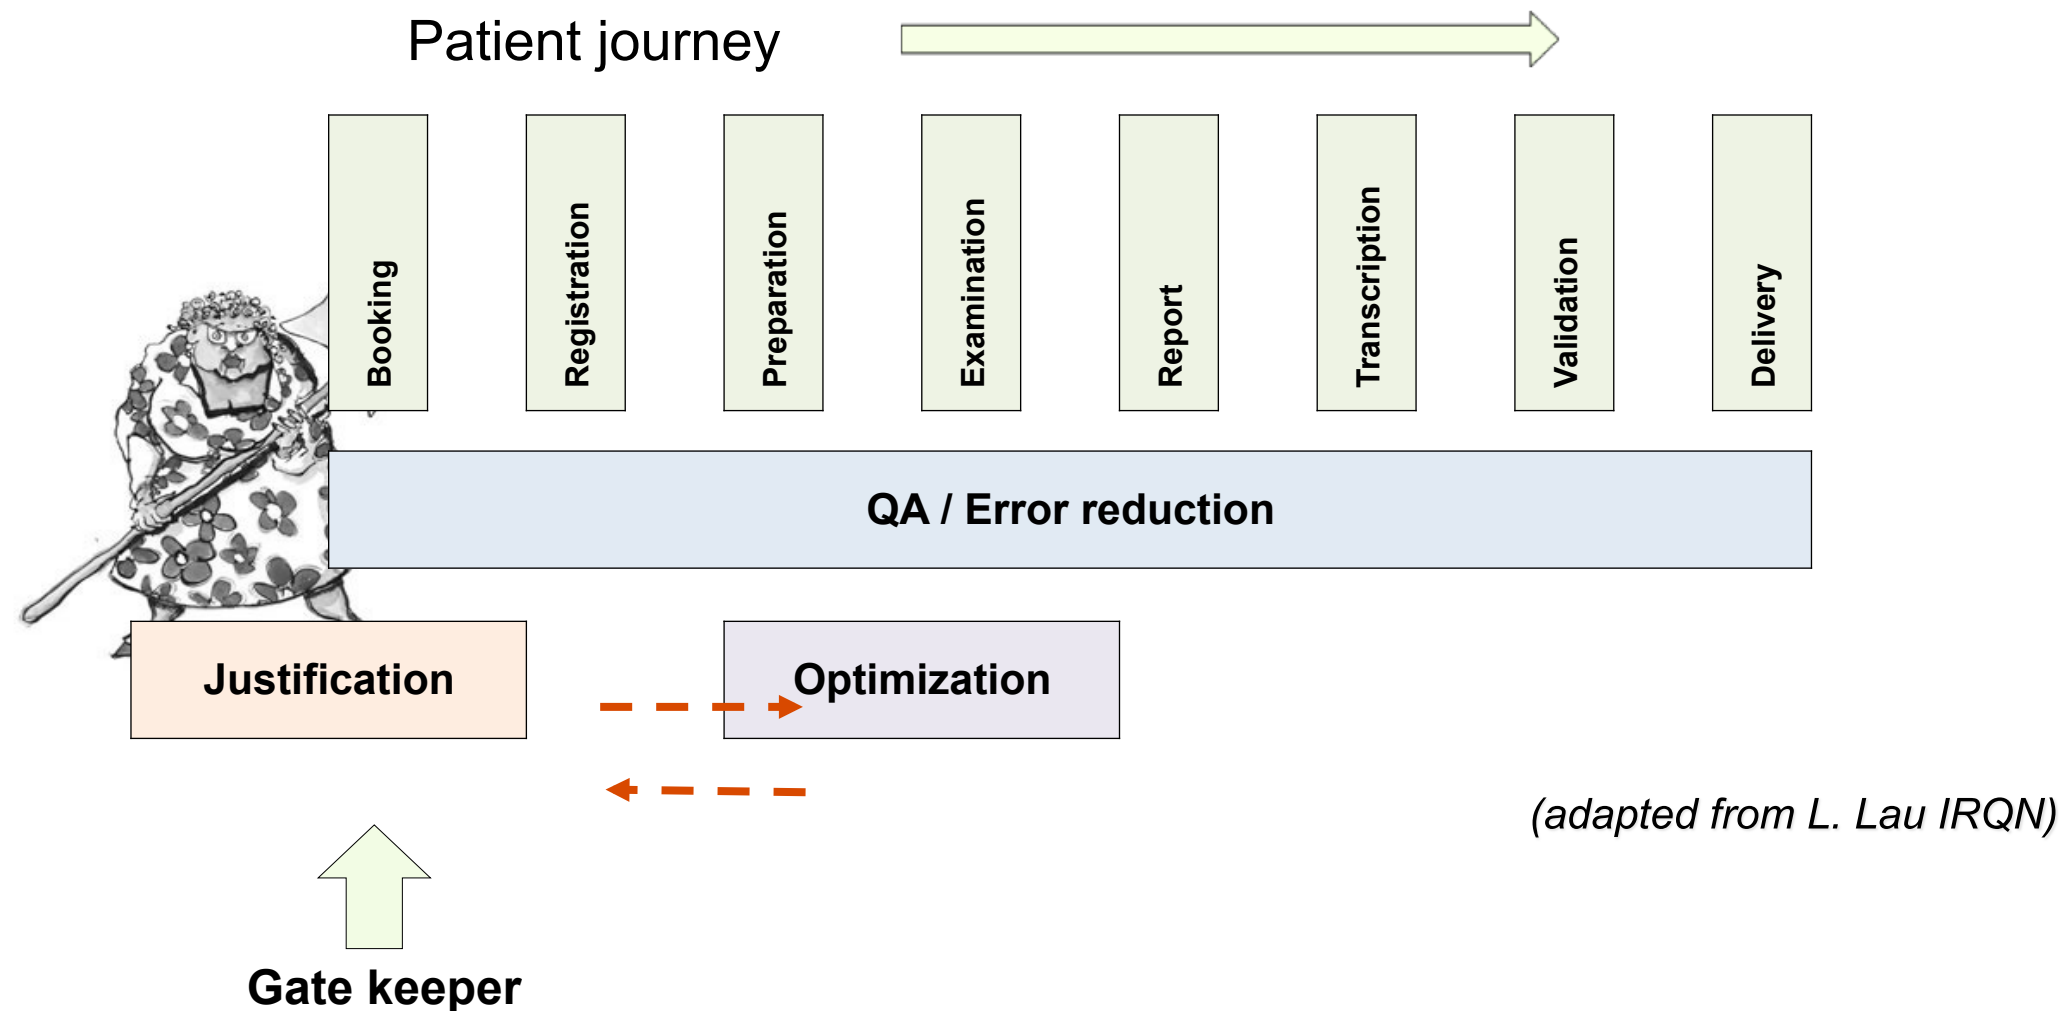 Patient journey
Booking
Registration
Preparation
Examination
Report
Transcription
Validation
Delivery
QA / Error reduction
Justification
Optimization
(adapted from L. Lau IRQN)
Gate keeper